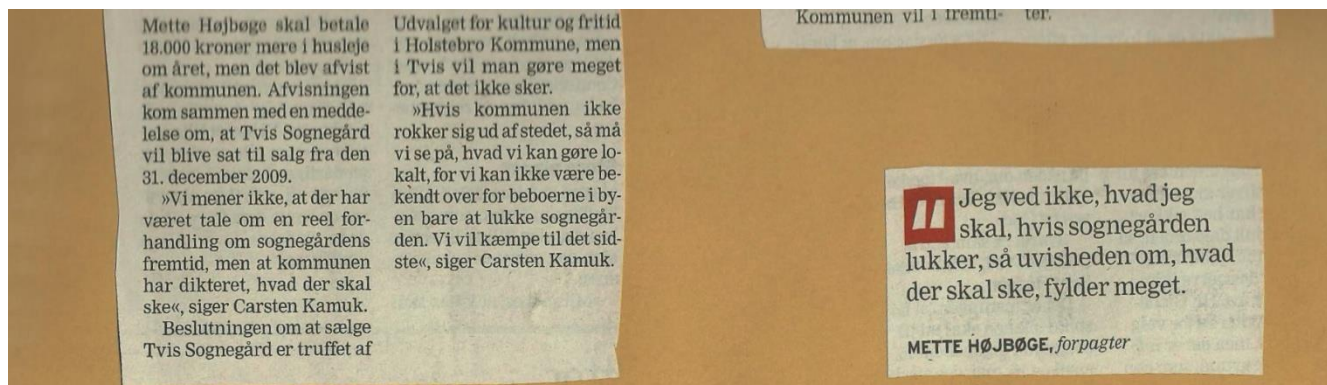 Mette Højbøge skal betale
18.000 kroner mere i husleje
om året, men det blev afvist
af kommunen. Afvisningen
kom sammen med en medde-
lelse om, at Tvis Sognegård
vil blive sat til salg fra den
31. december 2009.
»Vi mener ikke, at der har
været tale om en reel for-
handling om sognegårdens
fremtid, men at kommunen
har dikteret, hvad der skal
ske«, siger Carsten Kamuk.
Beslutningen om at sælge
Tvis Sognegård er truffet af
Udvalget for kultur og fritid
i Holstebro Kommune, men
i Tvis vil man gøre meget
for, at det ikke sker.
»Hvis kommunen ikke
rokker sig ud af stedet, så må
vi se på, hvad vi kan gøre lo-
kalt, for vi kan ikke være be-
kendt over for beboerne i by-
en bare at lukke sognegår-
den. Vi vil kæmpe til det sid-
ste«, siger Carsten Kamuk.
Kommunen vil i fremti-
ter.
Jeg ved ikke, hvad jeg
skal, hvis sognegården
lukker, så uvisheden om, hvad
der skal ske, fylder meget.
METTE HØJBØGE, forpagter